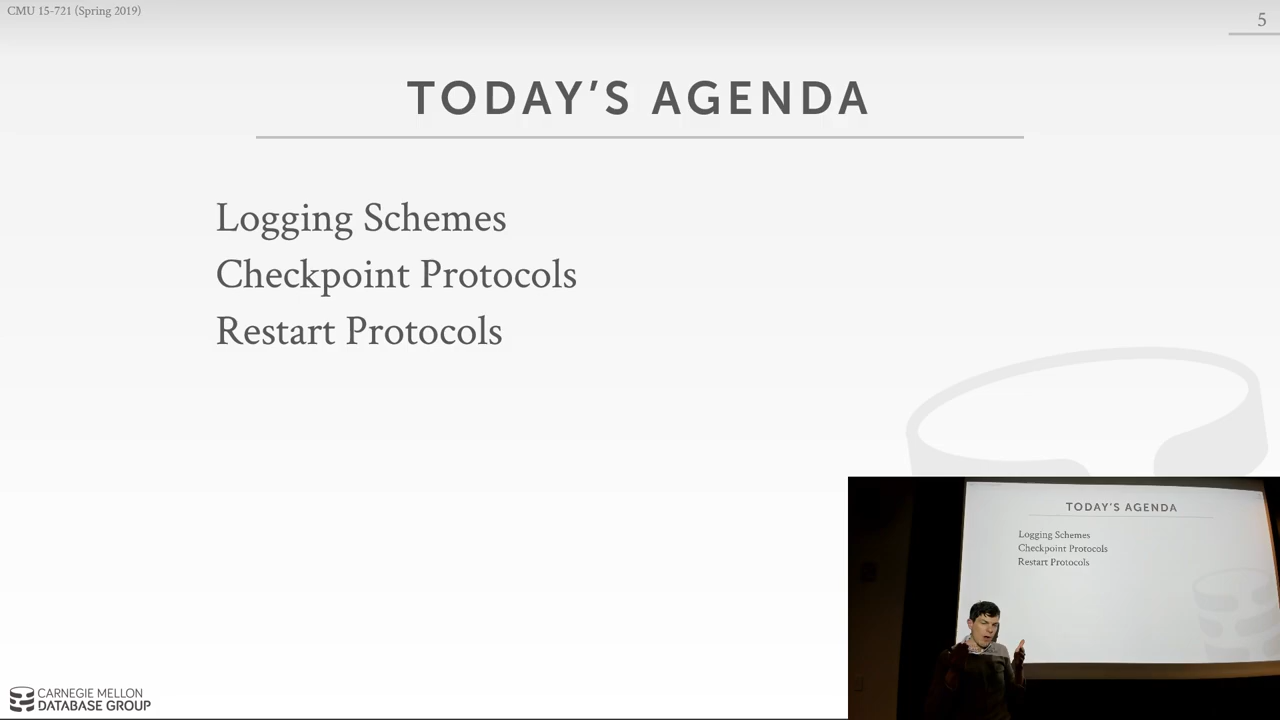 CMU 15-721 (Spring 2019)
5
TODAY'S AGENDA
Logging Schemes
Checkpoint Protocols
Restart Protocols
TODAY'S AGENDA
Logging Schemes
Checkpoint Protocols
Restart Protocols
CARNEGIE MELLON
DATABASE GROUP